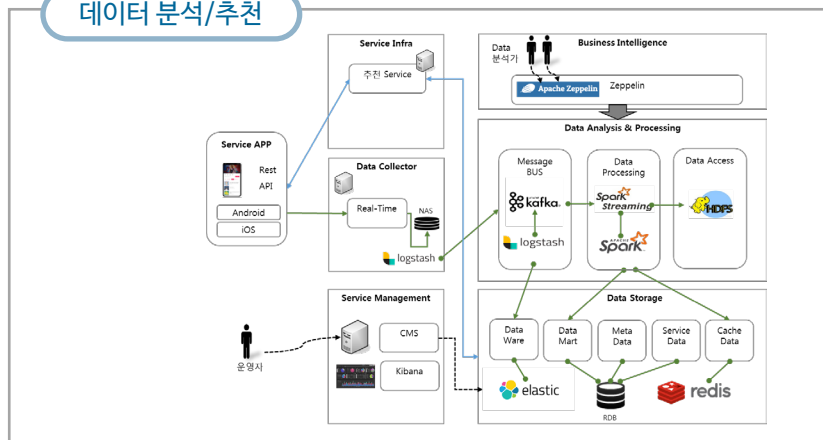 데이터 분석/추천
Service Infra
추천 Service
Data
분석가
Business Intelligence
Apache Zeppelin
Zeppelin
Service APP
Rest
API
Android
iOS
Data Collector
Real-Time
NAS
logstash
Data Analysis & Processing
Message
BUS
kafka
logstash
Data
Processing
Spark
Streaming
APACHE
Spark
Data Access
HDFS
Service Management
CMS
Kibana
운영자
Data Storage
Data
Ware
Data
Mart
Meta
Data
Service
Data
Cache
Data
elastic
RDB
redis